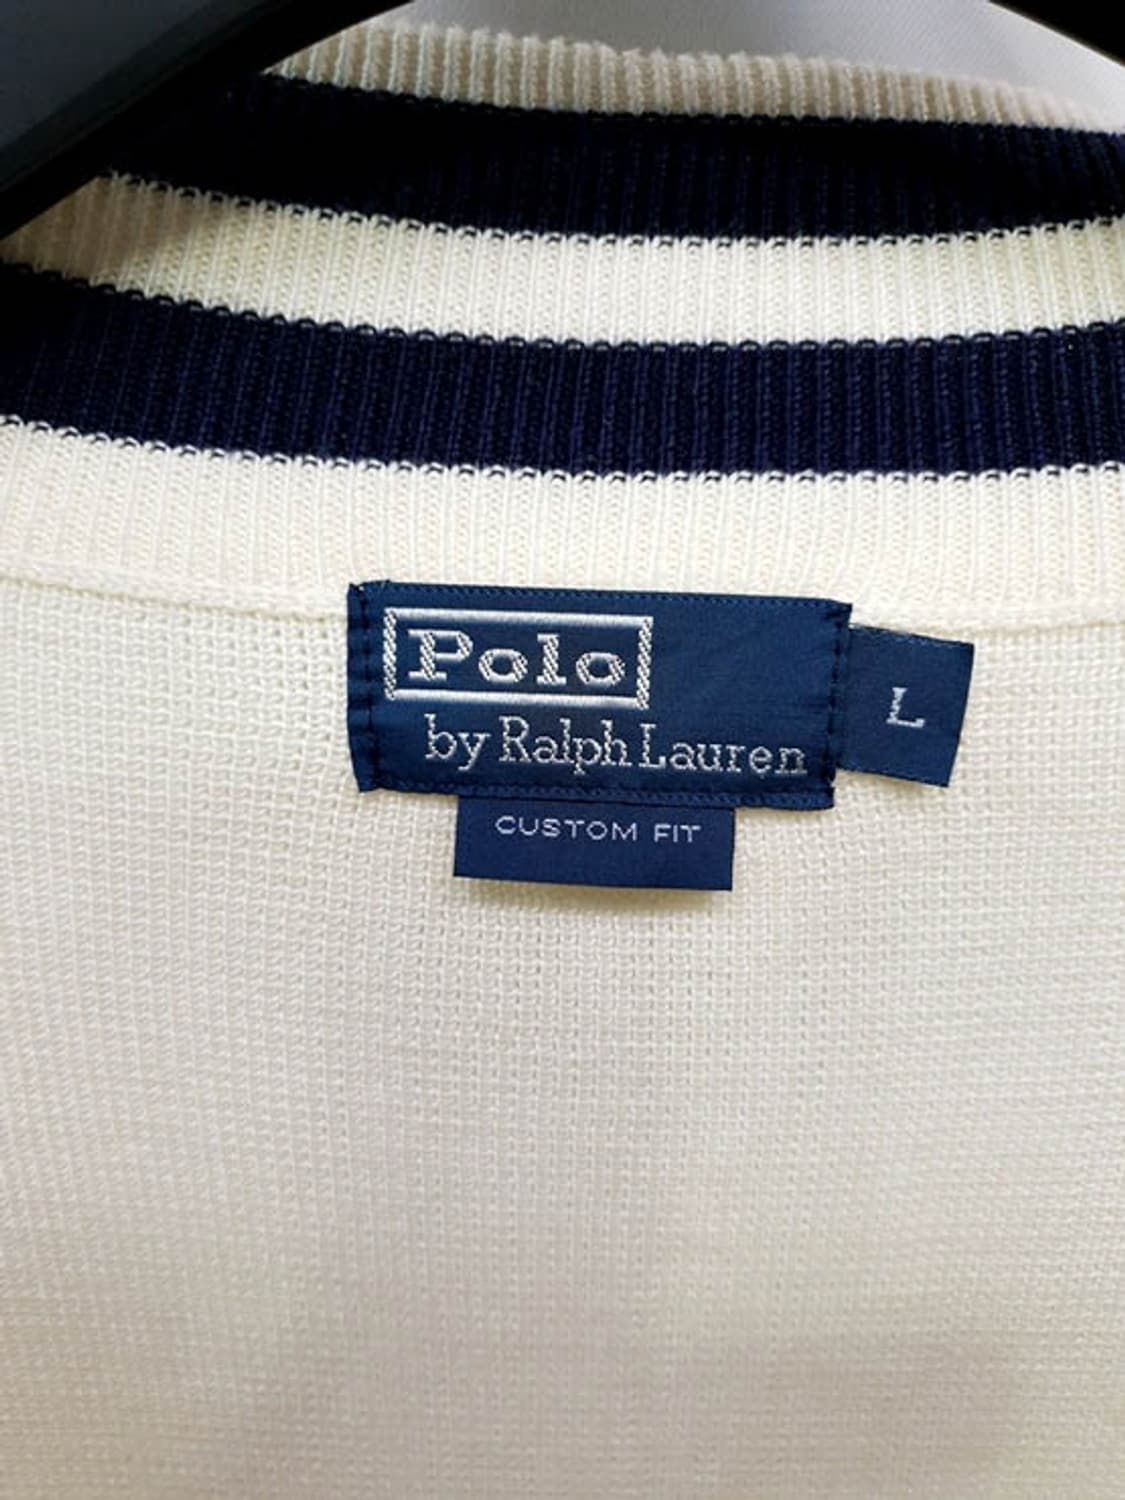 Polo
by Ralph Lauren
L
CUSTOM FIT